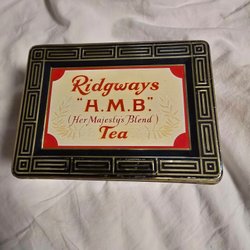 Ridgways
"H.M.B."
(Her Majestys Blend)
Tea